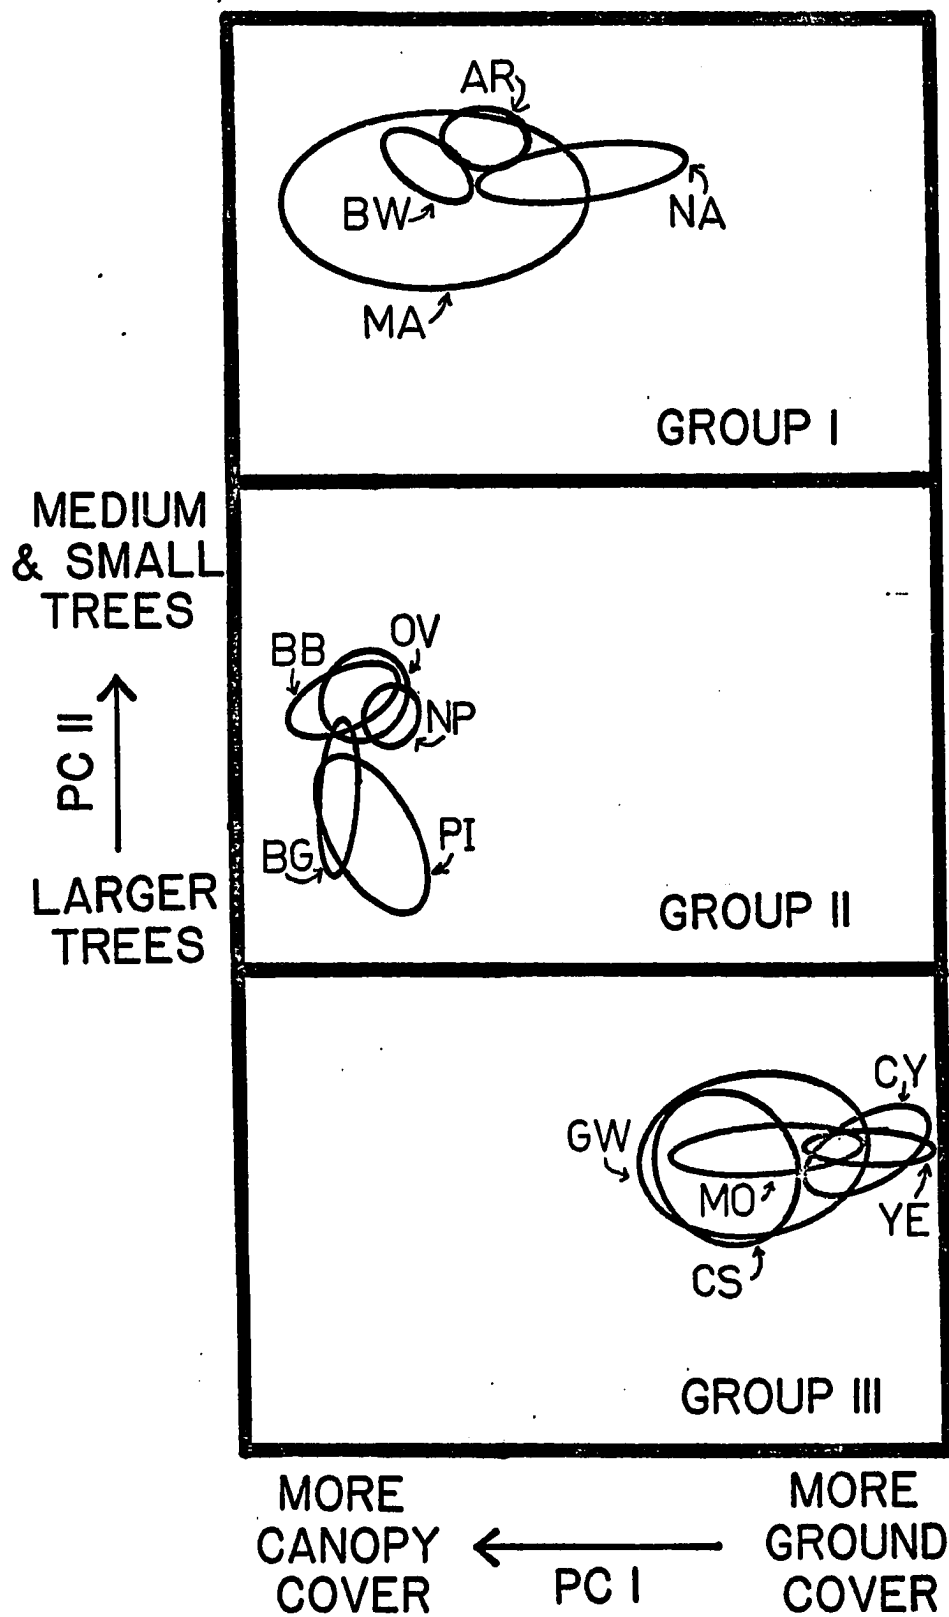 AR
BW
NA
MA
GROUP I
MEDIUM
& SMALL
TREES
PC II
LARGER
TREES
BB
OV
NP
PI
BG
GROUP II
CY
GW
MO
YE
CS
GROUP III
MORE
CANOPY
COVER
PC I
MORE
GROUND
COVER